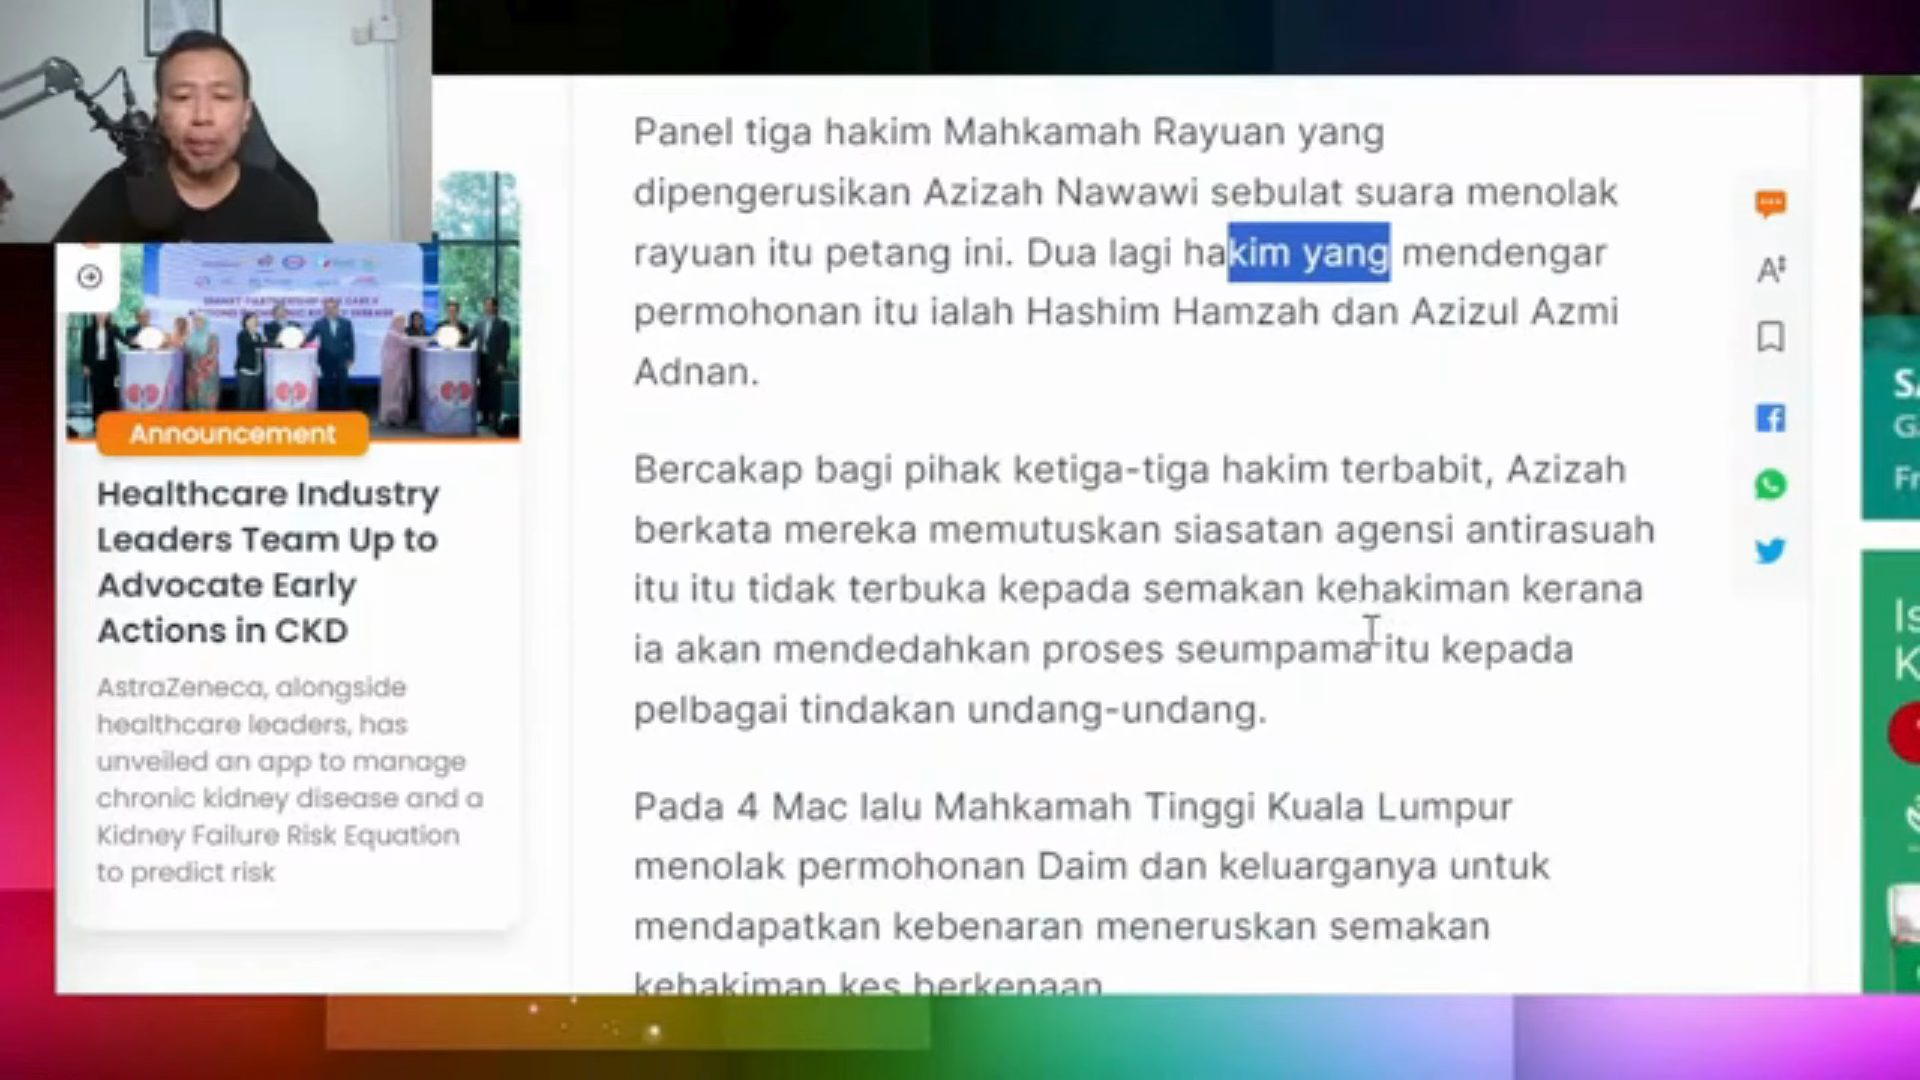 Panel tiga hakim Mahkamah Rayuan yang
dipengerusikan Azizah Nawawi sebulat suara menolak
rayuan itu petang ini. Dua lagi hakim yang mendengar
permohonan itu ialah Hashim Hamzah dan Azizul Azmi
Adnan.
Bercakap bagi pihak ketiga-tiga hakim terbabit, Azizah
berkata mereka memutuskan siasatan agensi antirasuah
itu itu tidak terbuka kepada semakan kehakiman kerana
ia akan mendedahkan proses seumpama itu kepada
pelbagai tindakan undang-undang.
Pada 4 Mac lalu Mahkamah Tinggi Kuala Lumpur
menolak permohonan Daim dan keluarganya untuk
mendapatkan kebenaran meneruskan semakan
kehakiman kes berkenaan
Announcement
Healthcare Industry
Leaders Team Up to
Advocate Early
Actions in CKD
AstraZeneca, alongside
healthcare leaders, has
unveiled an app to manage
chronic kidney disease and a
Kidney Failure Risk Equation
to predict risk